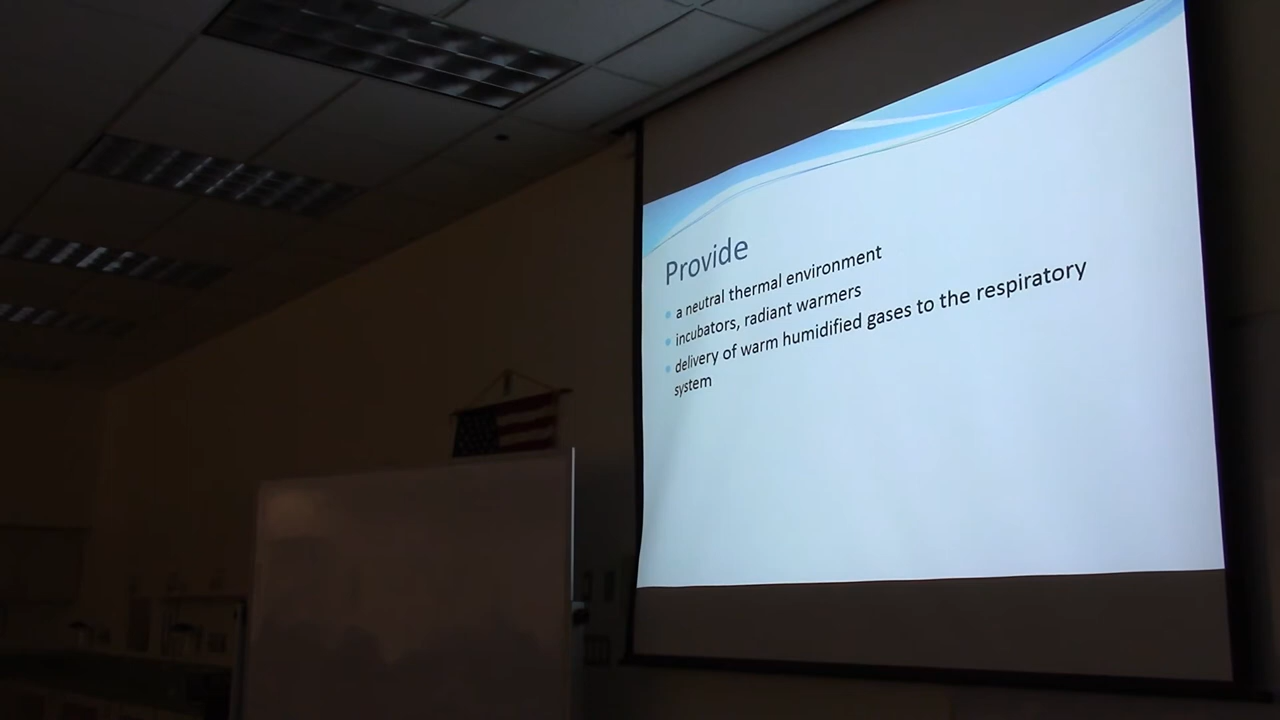 Provide
a neutral thermal environment
incubators, radiant warmers
delivery of warm humidified gases to the respiratory
system